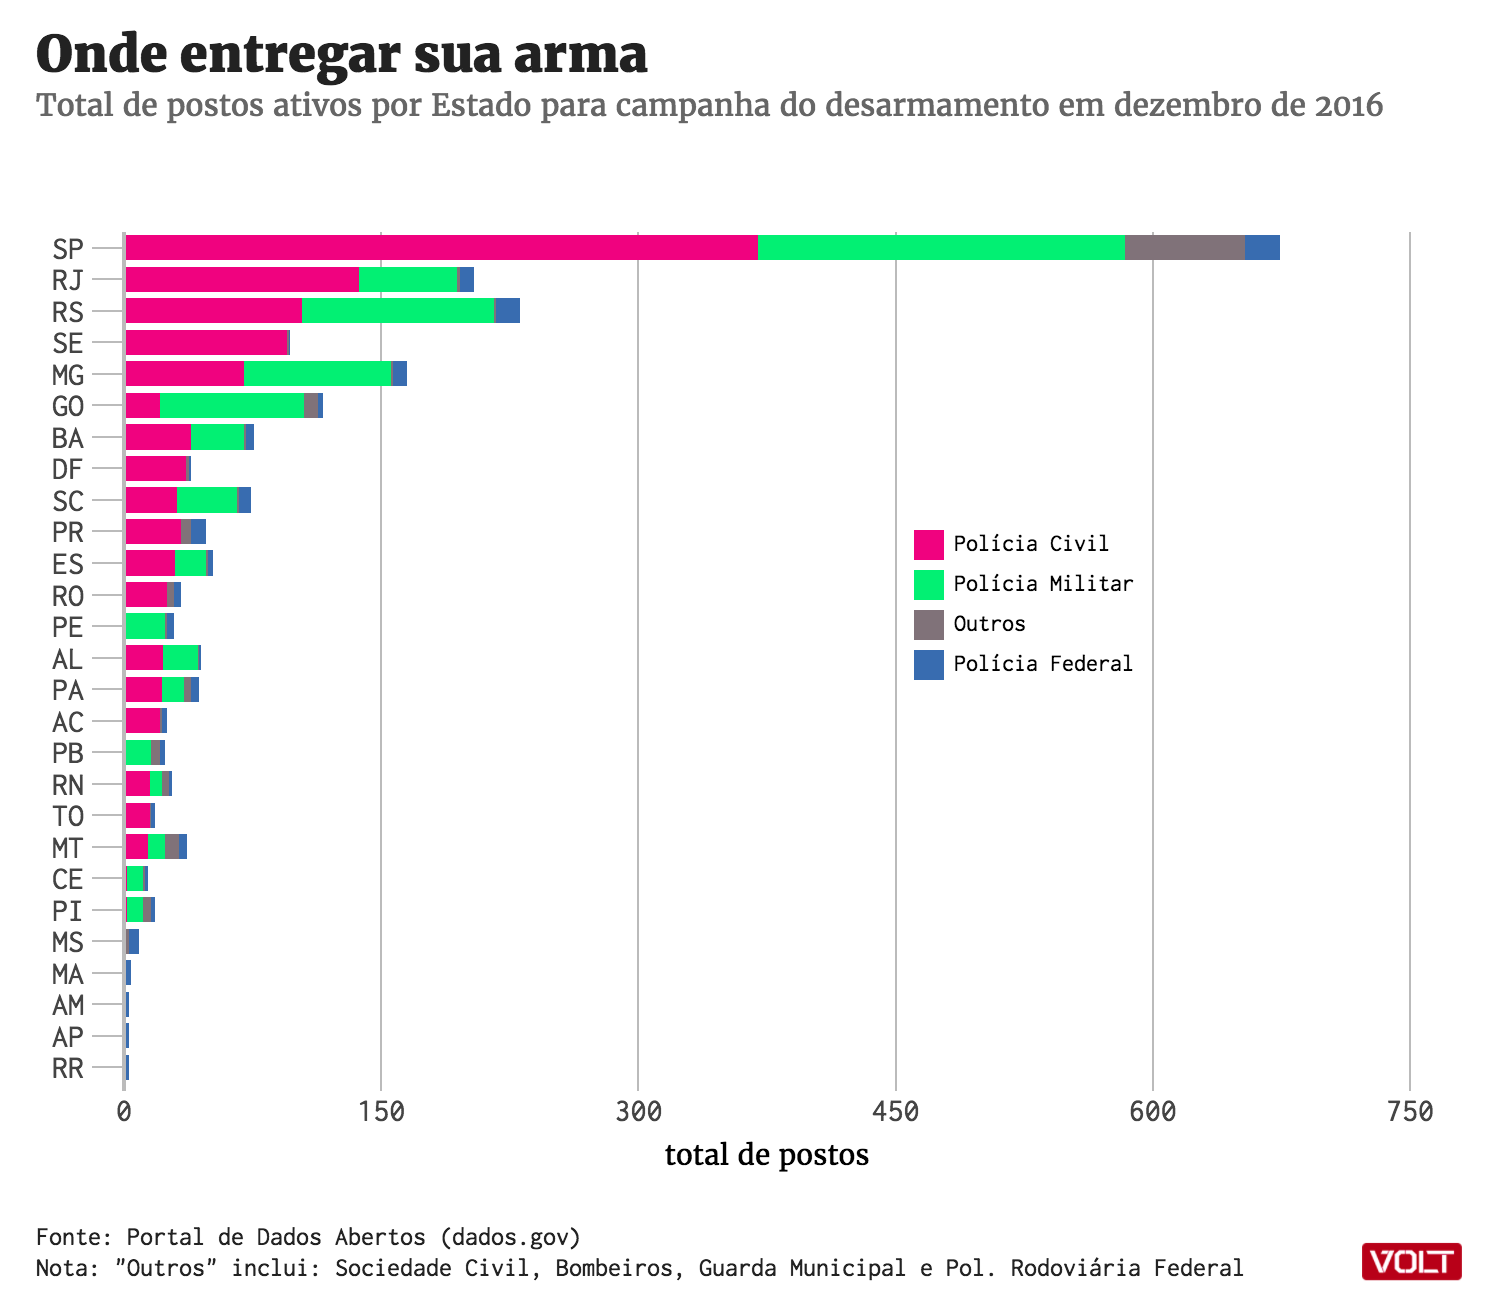 Onde entregar sua arma
Total de postos ativos por Estado para campanha do desarmamento em dezembro de 2016
SP
RJ
RS
SE
MG
GO
BA
DF
SC
PR
ES
RO
PE
AL
PA
AC
PB
RN
TO
MT
CE
PI
MS
MA
AM
AP
RR
Polícia Civil
Polícia Militar
Outros
Polícia Federal
0 150 300 450 600 750
total de postos
Fonte: Portal de Dados Abertos (dados.gov)
Nota: "Outros" inclui: Sociedade Civil, Bombeiros, Guarda Municipal e Pol. Rodoviária Federal
VOLT